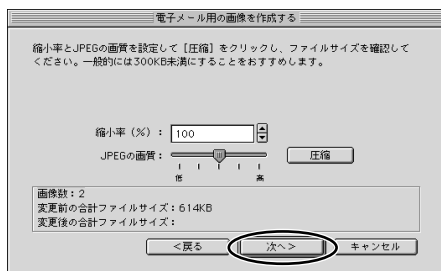 電子メール用の画像を作成する
縮小率とJPEGの画質を設定して［圧縮］をクリックし、ファイルサイズを確認して
ください。一般的には300KB未満にすることをおすすめします。
縮小率（%）： 100
JPEGの画質： 圧縮
低 高
画像数：2
変更前の合計ファイルサイズ：614KB
変更後の合計ファイルサイズ：
<戻る 次へ> キャンセル